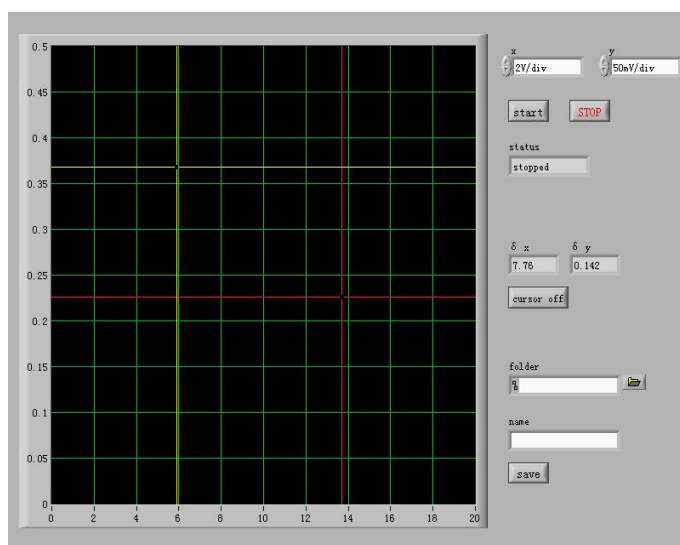 x y
2V/div 50mV/div
start STOP
status
stopped
δ x δ y
7.76 0.142
cursor off
folder
name
save
0.5
0.45
0.4
0.35
0.3
0.25
0.2
0.15
0.1
0.05
0
0 2 4 6 8 10 12 14 16 18 20